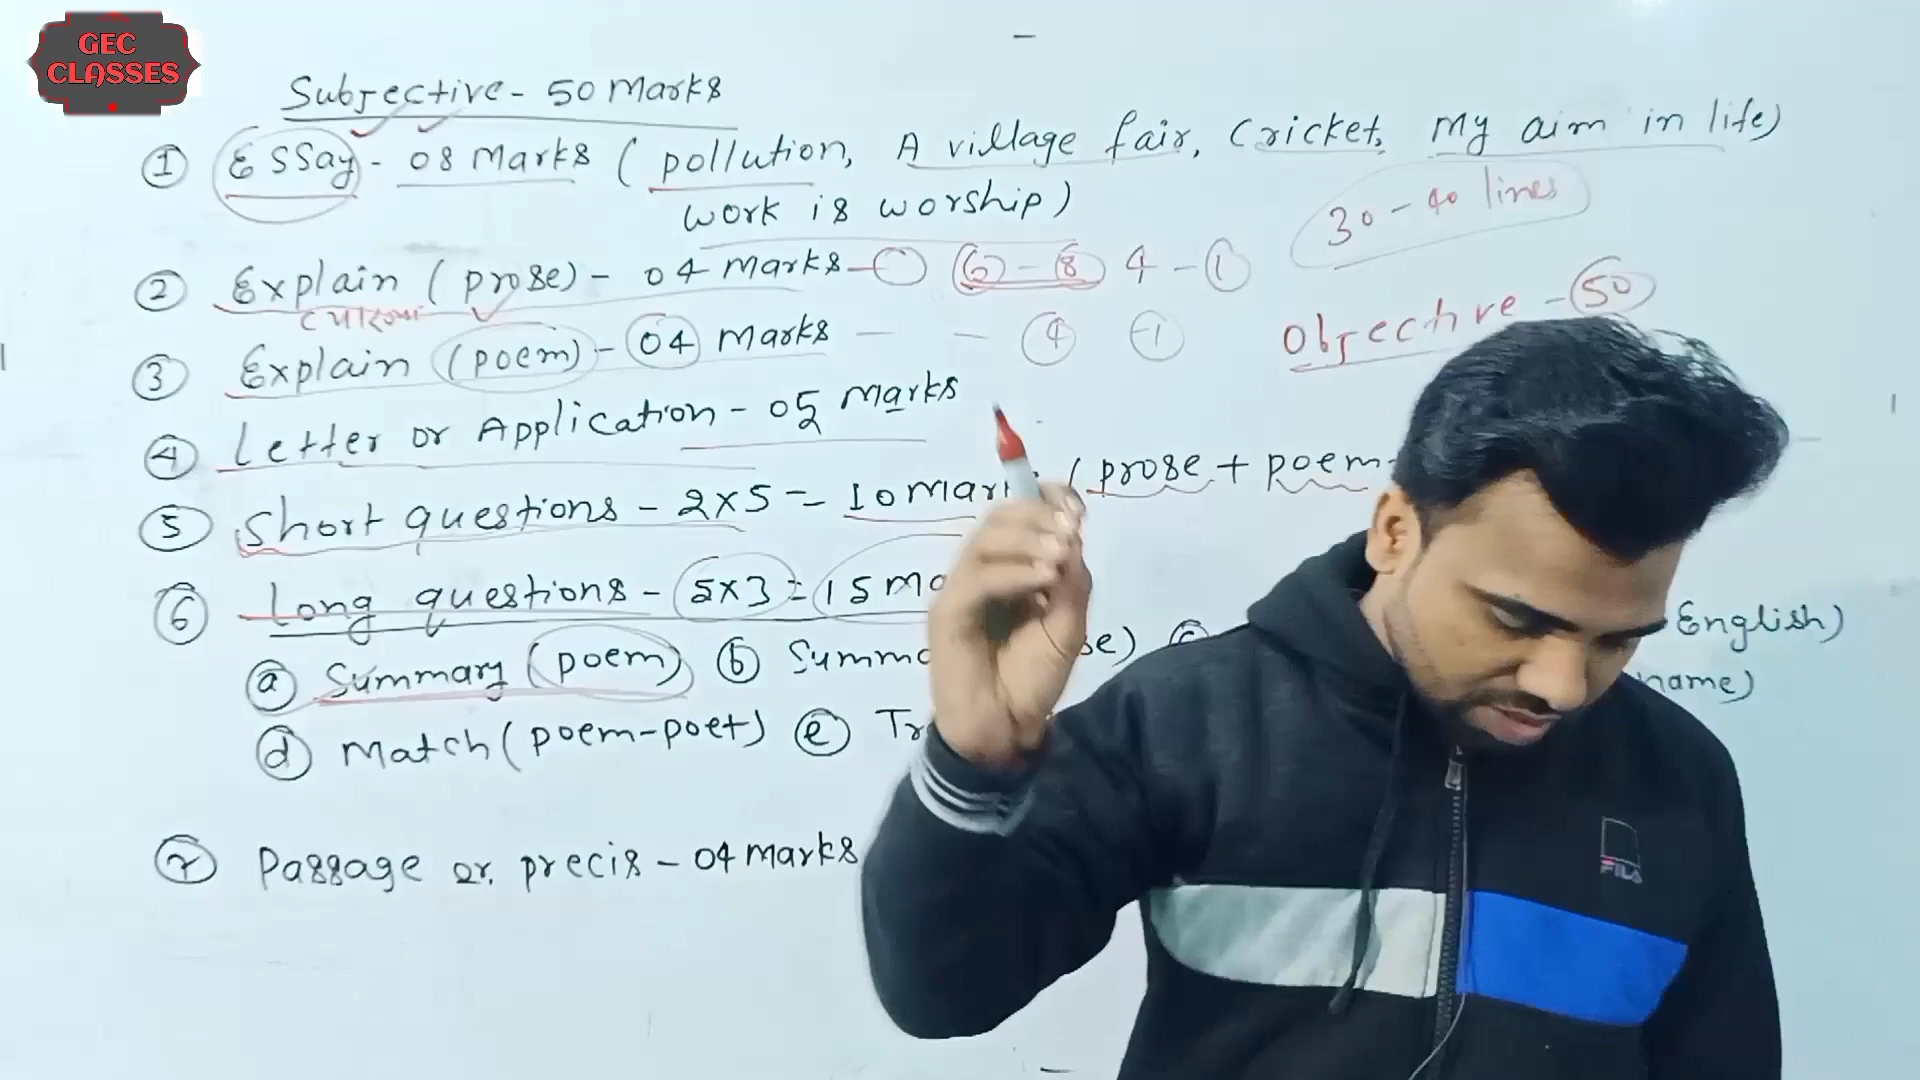 GEC
CLASSES
Subjective - 50 Marks
① Essay - 08 Marks ( pollution, A village fair, Cricket, My aim in life)
work is worship)
30 - 40 lines
② Explain (prose) - 04 Marks - 6 - 8 4 - 1
व्याख्या
Objective - 50
③ Explain (poem) - 04 Marks - - 4 - 1
④ Letter or Application - 05 Marks
⑤ Short questions - 2x5 = 10 Mar (prose + poem
⑥ Long questions - 5x3 = 15 Ma
ⓐ Summary (poem) ⓑ Summa se) ⓒ English)
name)
ⓓ Match (poem-poet) ⓔ Tr
⑦ Passage or precis - 04 marks
FILA